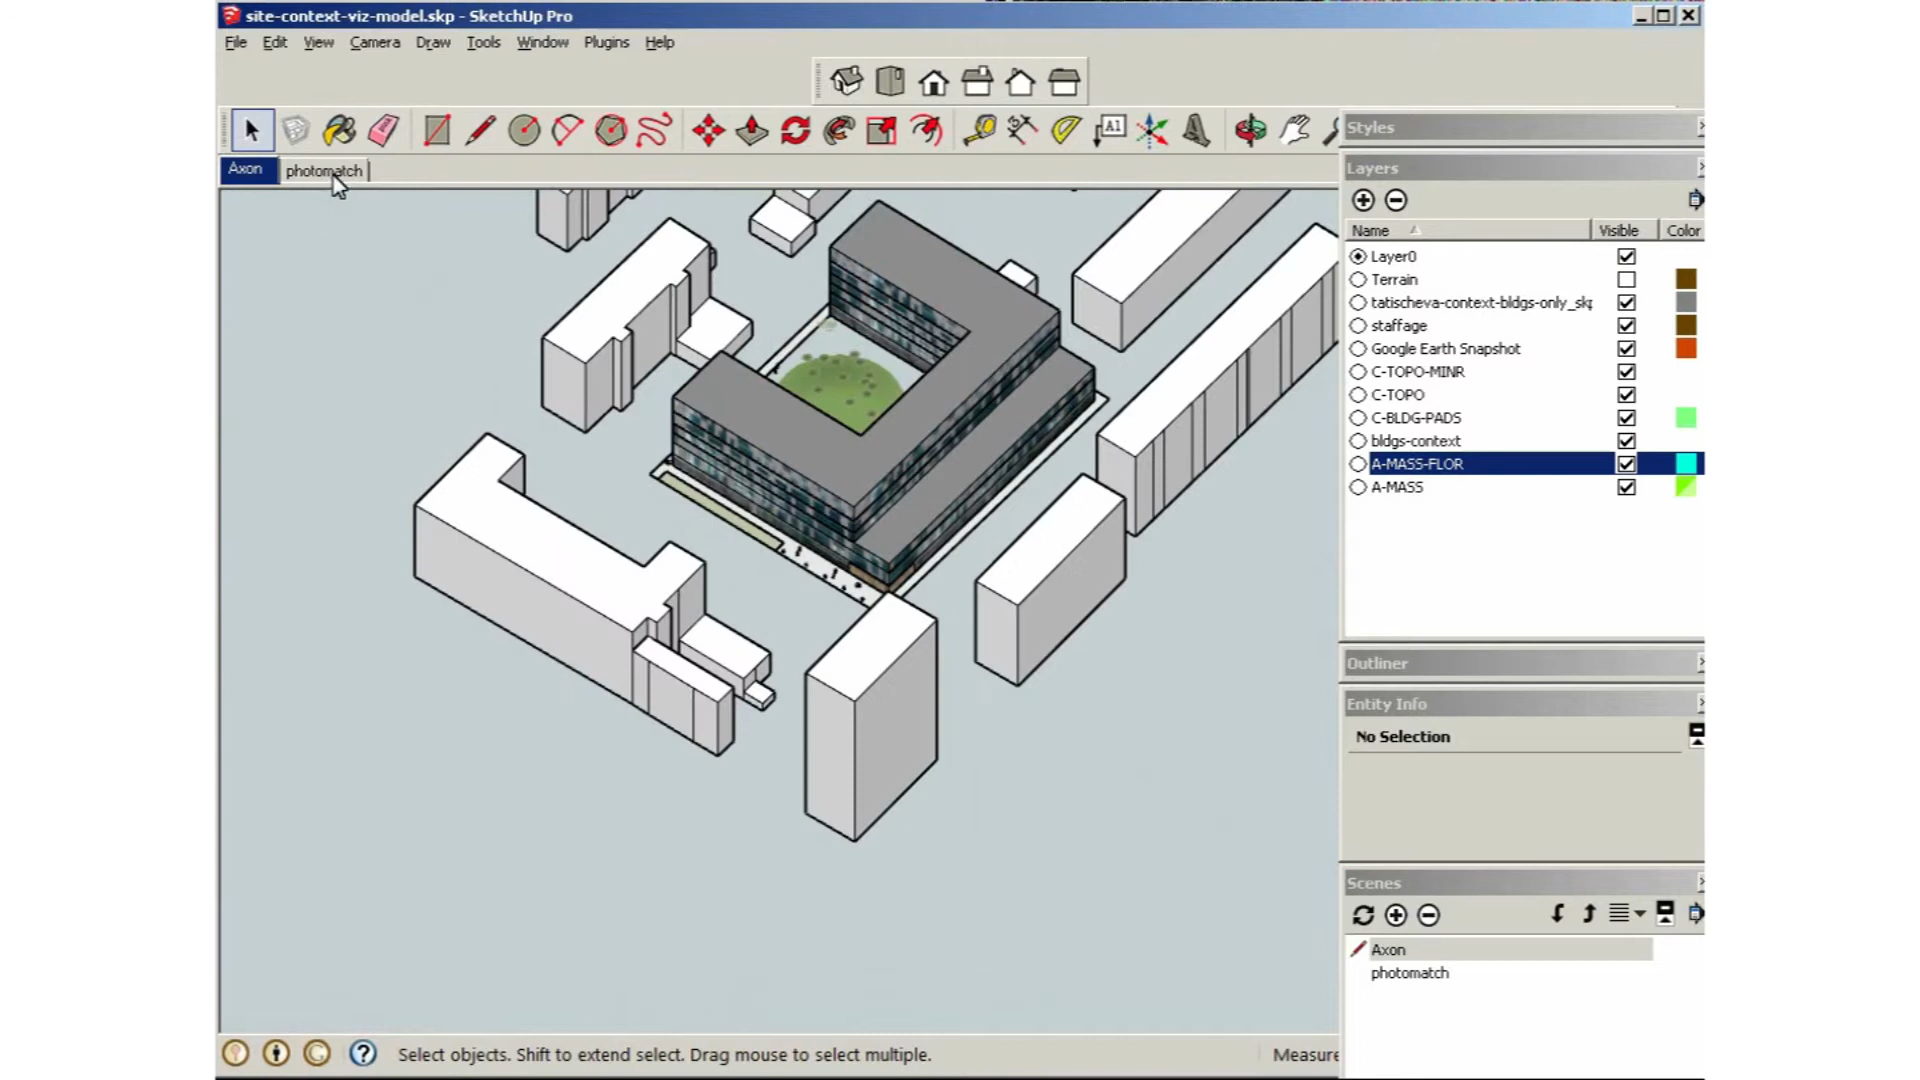 site-context-viz-model.skp - SketchUp Pro
File Edit View Camera Draw Tools Window Plugins Help
A1
Axon photomatch
Styles
Layers
Name Visible Color
Layer0
Terrain
tatischeva-context-bldgs-only_sk
staffage
Google Earth Snapshot
C-TOPO-MINR
C-TOPO
C-BLDG-PADS
bldgs-context
A-MASS-FLOR
A-MASS
Outliner
Entity Info
No Selection
Scenes
Axon
photomatch
Select objects. Shift to extend select. Drag mouse to select multiple.
Measure